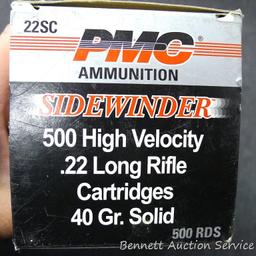 22SC
PMC
AMMUNITION
SIDEWINDER
500 High Velocity
.22 Long Rifle
Cartridges
40 Gr. Solid
500 RDS
Bennett Auction Service